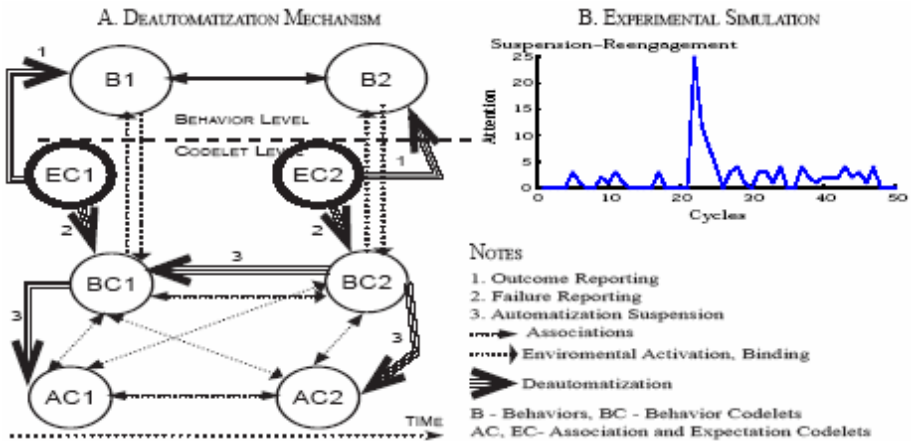 A. DEAUTOMATIZATION MECHANISM
1
3
B1
B2
BEHAVIOR LEVEL
CODELET LEVEL
1
EC1
EC2
2
2
3
BC1
BC2
3
3
AC1
AC2
TIME
B. EXPERIMENTAL SIMULATION
Suspension-Reengagement
25
20
15
10
5
0
Attention
0 10 20 30 40 50
Cycles
NOTES
1. Outcome Reporting
2. Failure Reporting
3. Automatization Suspension
Associations
Enviromental Activation, Binding
Deautomatization
B - Behaviors, BC - Behavior Codelets
AC, EC- Association and Expectation Codelets